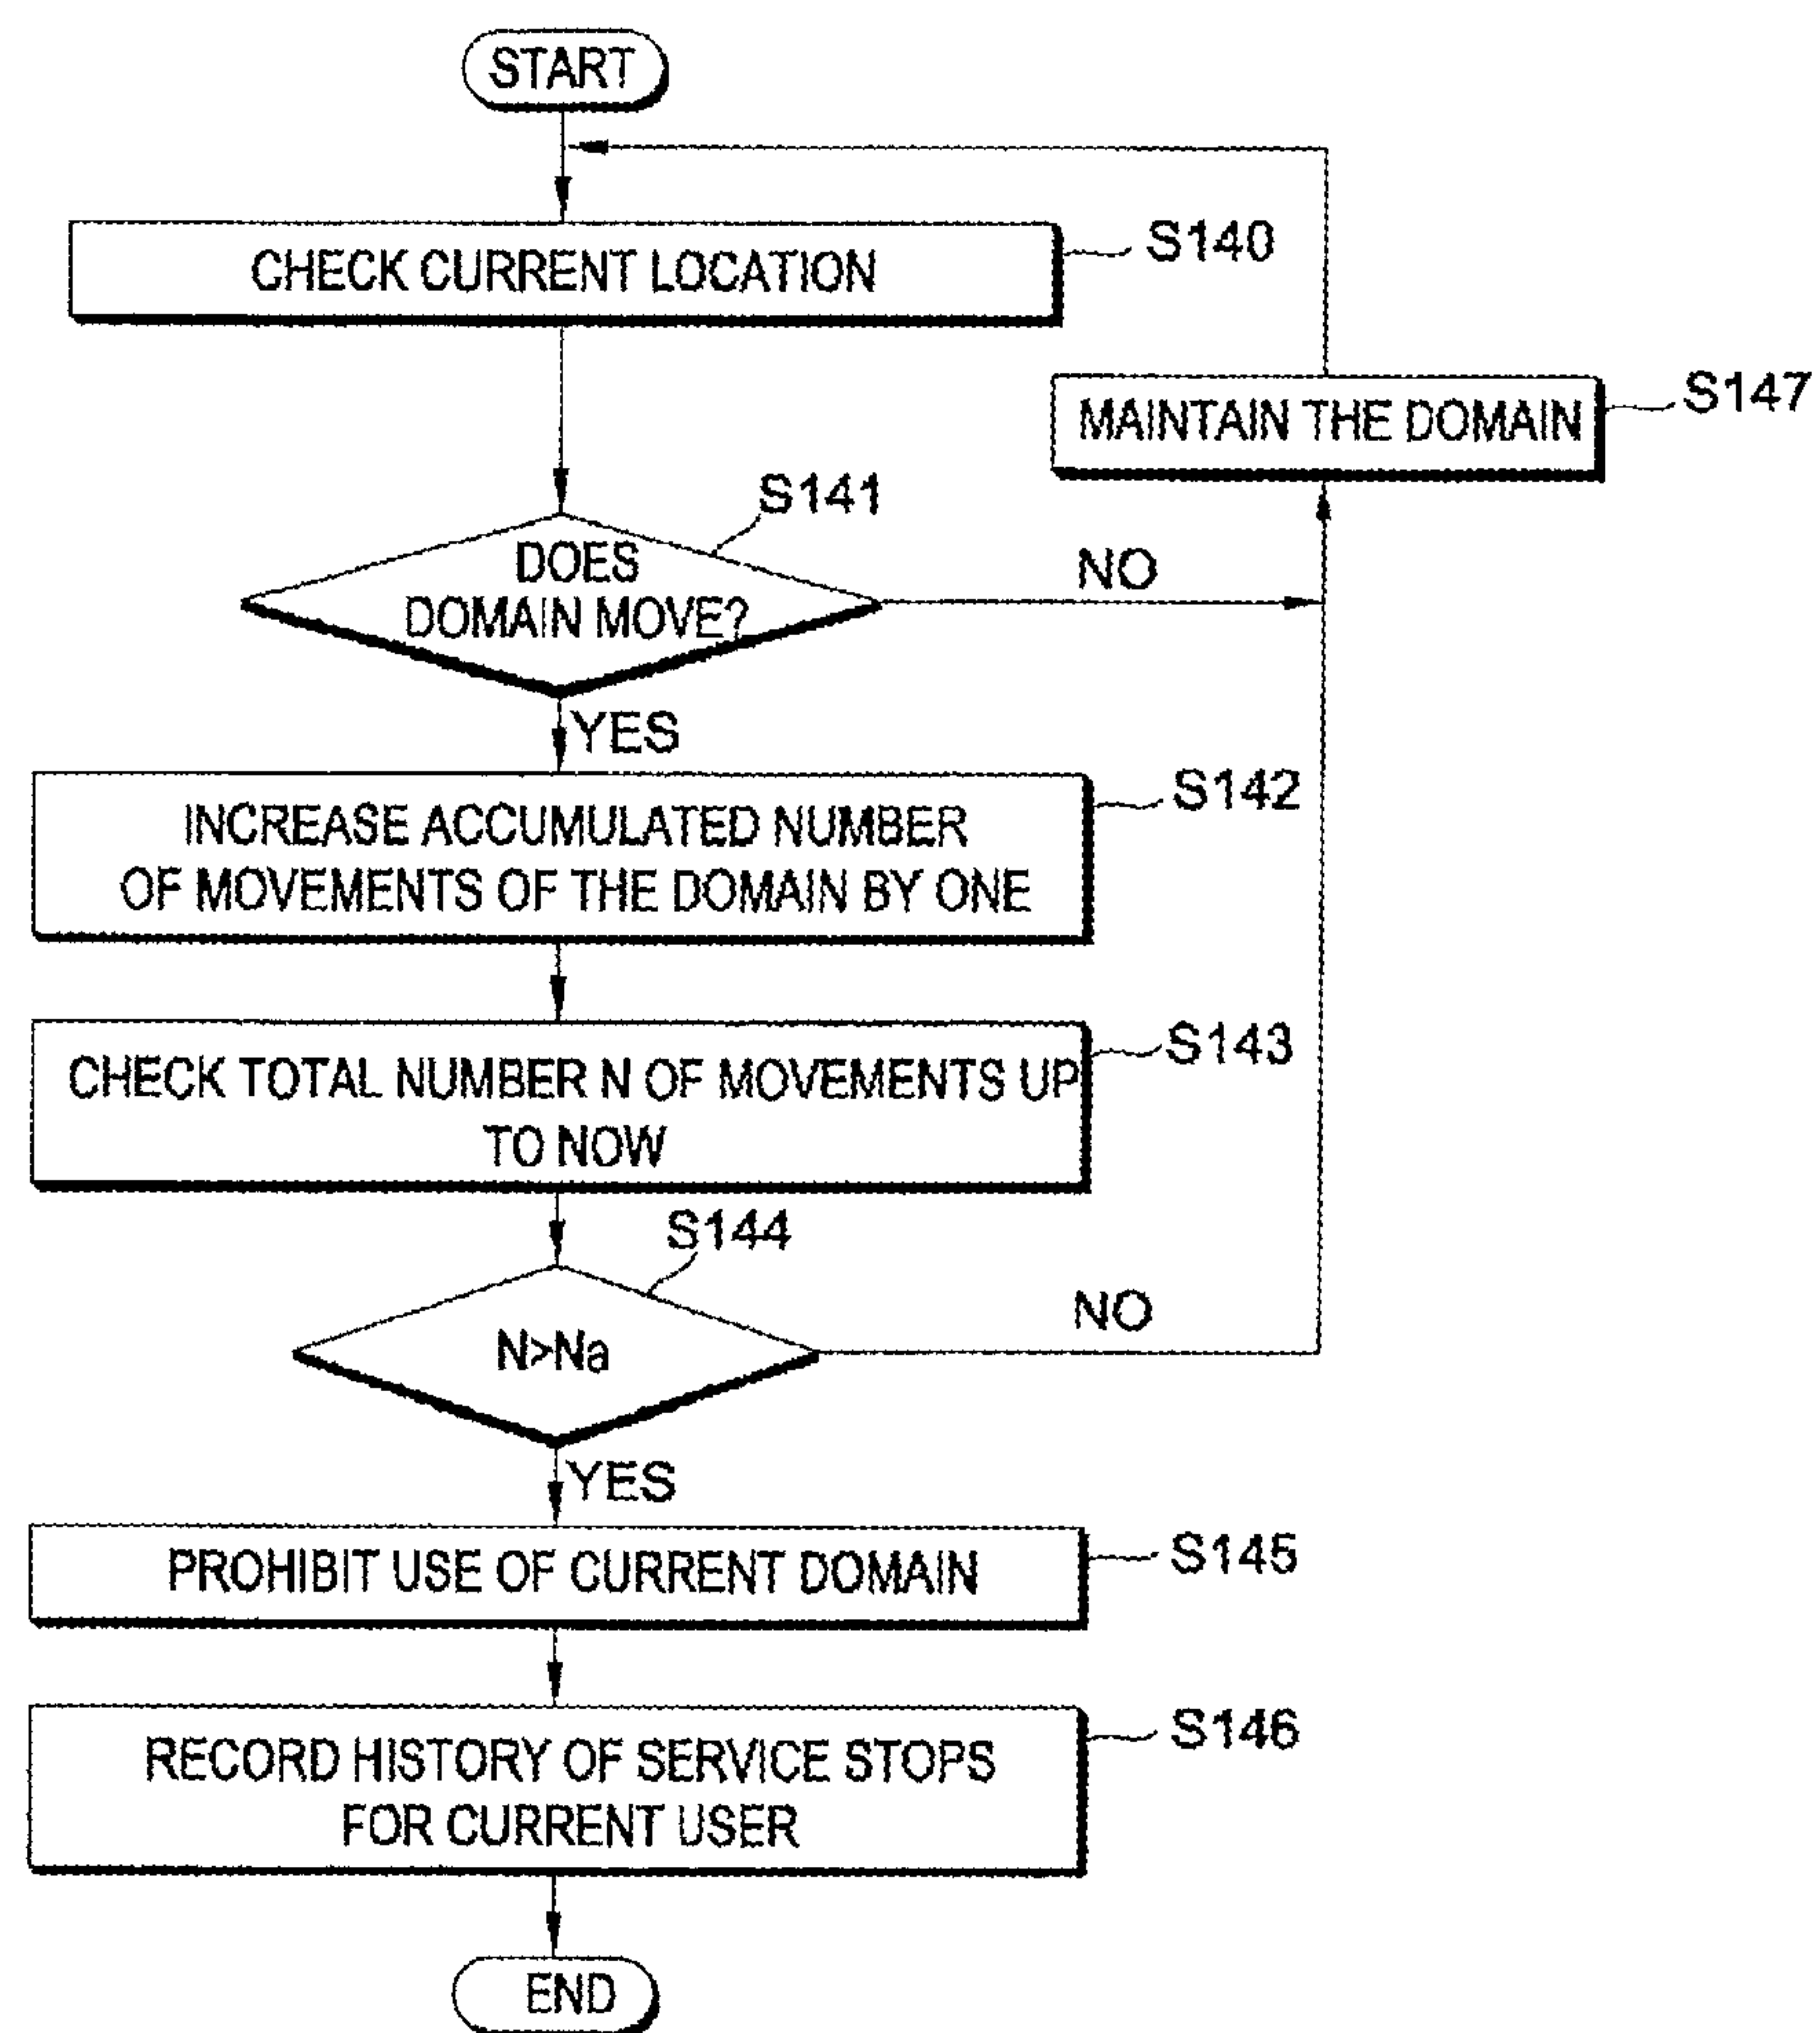 START
CHECK CURRENT LOCATION
S140
MAINTAIN THE DOMAIN
S147
S141
DOES
DOMAIN MOVE?
NO
YES
INCREASE ACCUMULATED NUMBER
OF MOVEMENTS OF THE DOMAIN BY ONE
S142
CHECK TOTAL NUMBER N OF MOVEMENTS UP
TO NOW
S143
S144
N>Na
NO
YES
PROHIBIT USE OF CURRENT DOMAIN
S145
RECORD HISTORY OF SERVICE STOPS
FOR CURRENT USER
S146
END